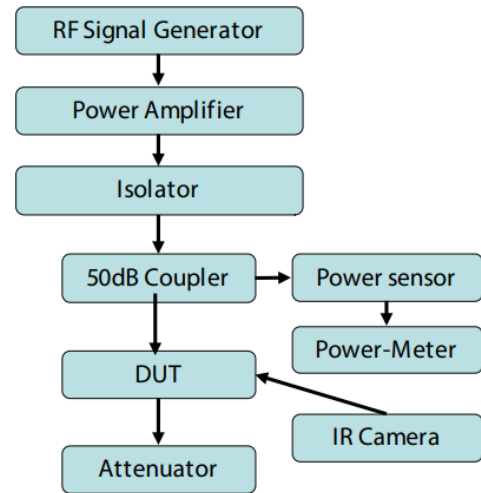 RF Signal Generator
Power Amplifier
Isolator
50dB Coupler
Power sensor
Power-Meter
DUT
IR Camera
Attenuator